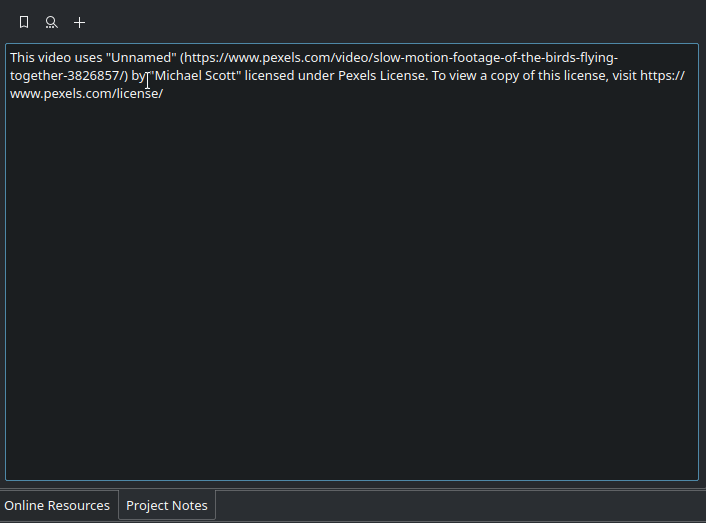 This video uses "Unnamed" (https://www.pexels.com/video/slow-motion-footage-of-the-birds-flying-
together-3826857/) by "Michael Scott" licensed under Pexels License. To view a copy of this license, visit https://
www.pexels.com/license/
Online Resources
Project Notes